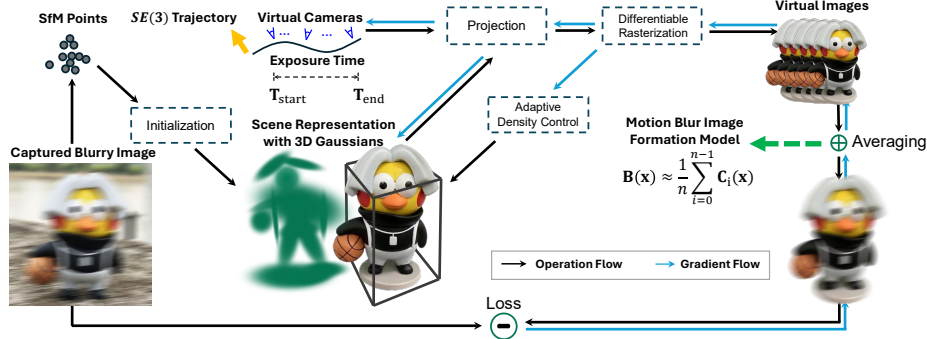 SfM Points
SE(3) Trajectory
Virtual Cameras
... ...
Exposure Time
T_start T_end
Projection
Differentiable
Rasterization
Virtual Images
Initialization
Adaptive
Density Control
Scene Representation
with 3D Gaussians
Captured Blurry Image
Motion Blur Image
Formation Model
B(x) ≈ 1/n ∑_{i=0}^{n-1} C_i(x)
Averaging
Operation Flow
Gradient Flow
Loss